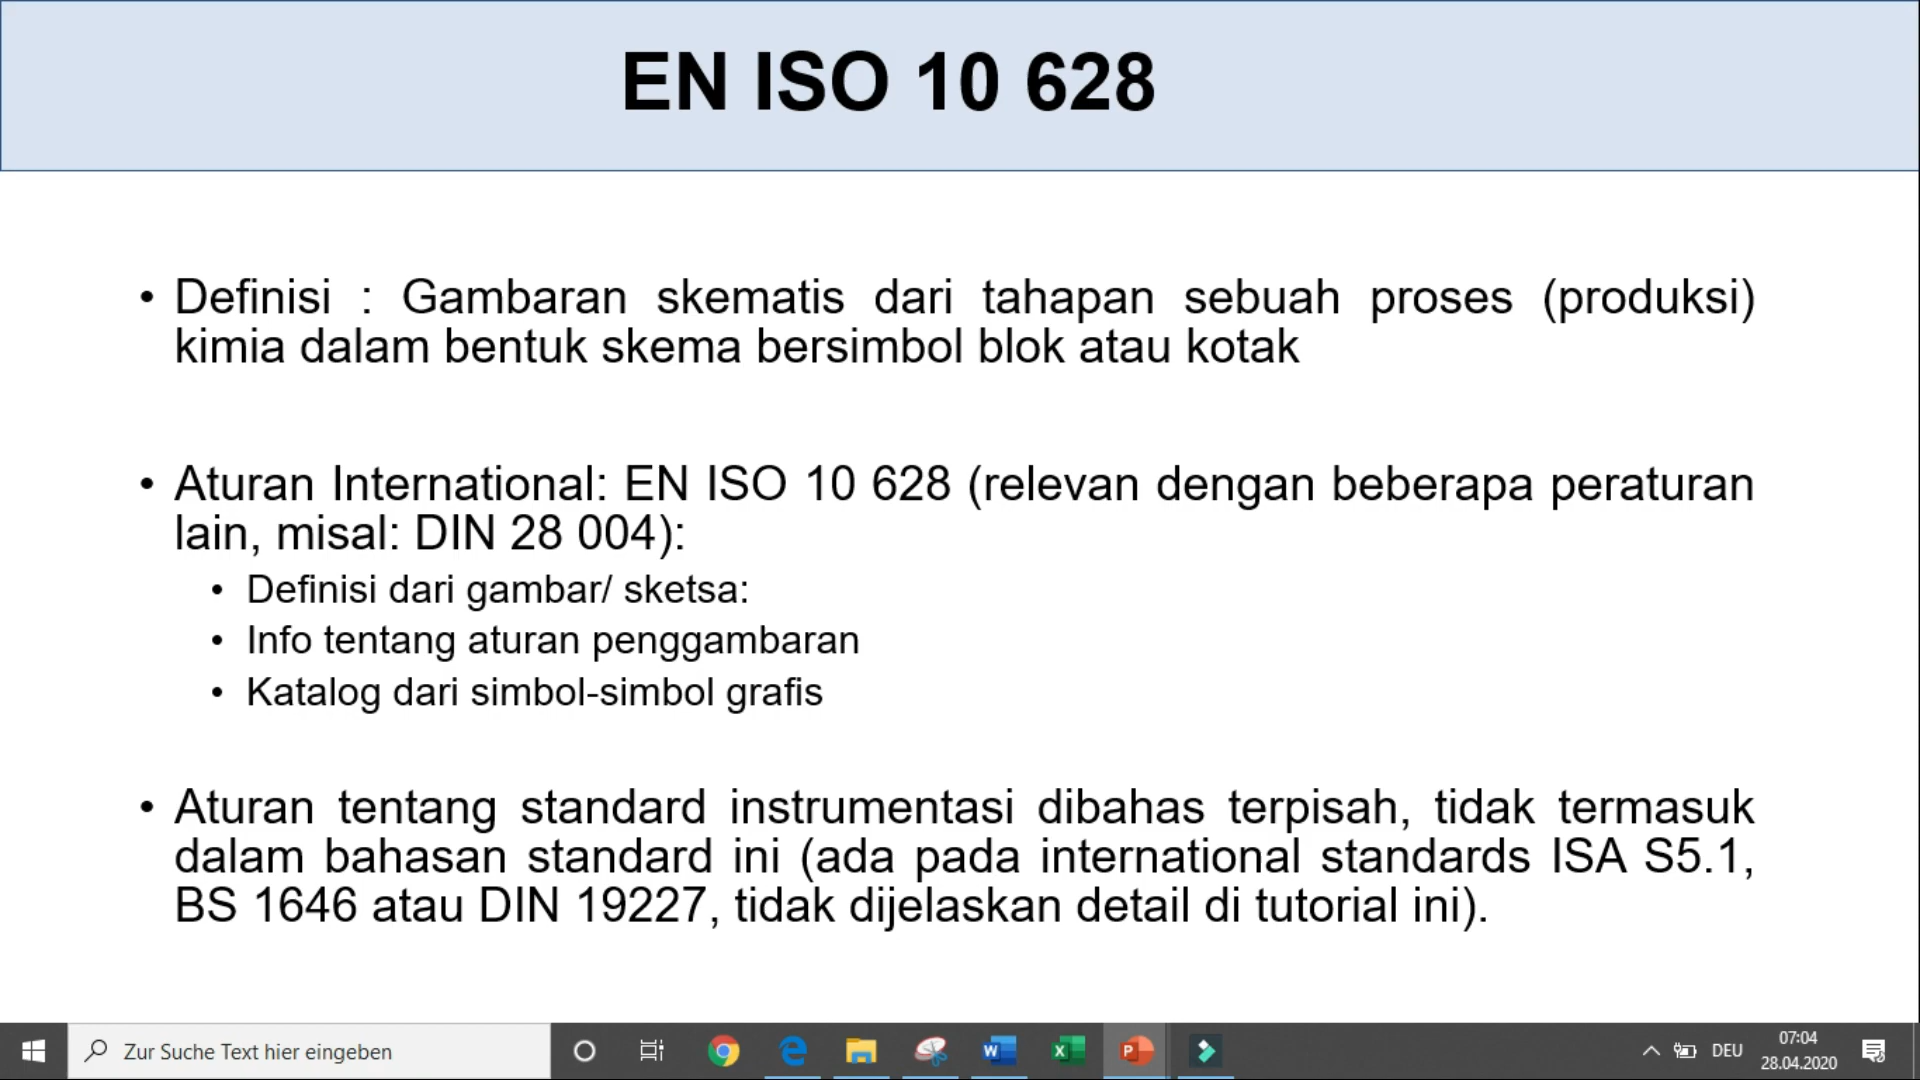 EN ISO 10 628
• Definisi : Gambaran skematis dari tahapan sebuah proses (produksi)
kimia dalam bentuk skema bersimbol blok atau kotak
• Aturan International: EN ISO 10 628 (relevan dengan beberapa peraturan
lain, misal: DIN 28 004):
• Definisi dari gambar/ sketsa:
• Info tentang aturan penggambaran
• Katalog dari simbol-simbol grafis
• Aturan tentang standard instrumentasi dibahas terpisah, tidak termasuk
dalam bahasan standard ini (ada pada international standards ISA S5.1,
BS 1646 atau DIN 19227, tidak dijelaskan detail di tutorial ini).
Zur Suche Text hier eingeben
DEU
07:04
28.04.2020